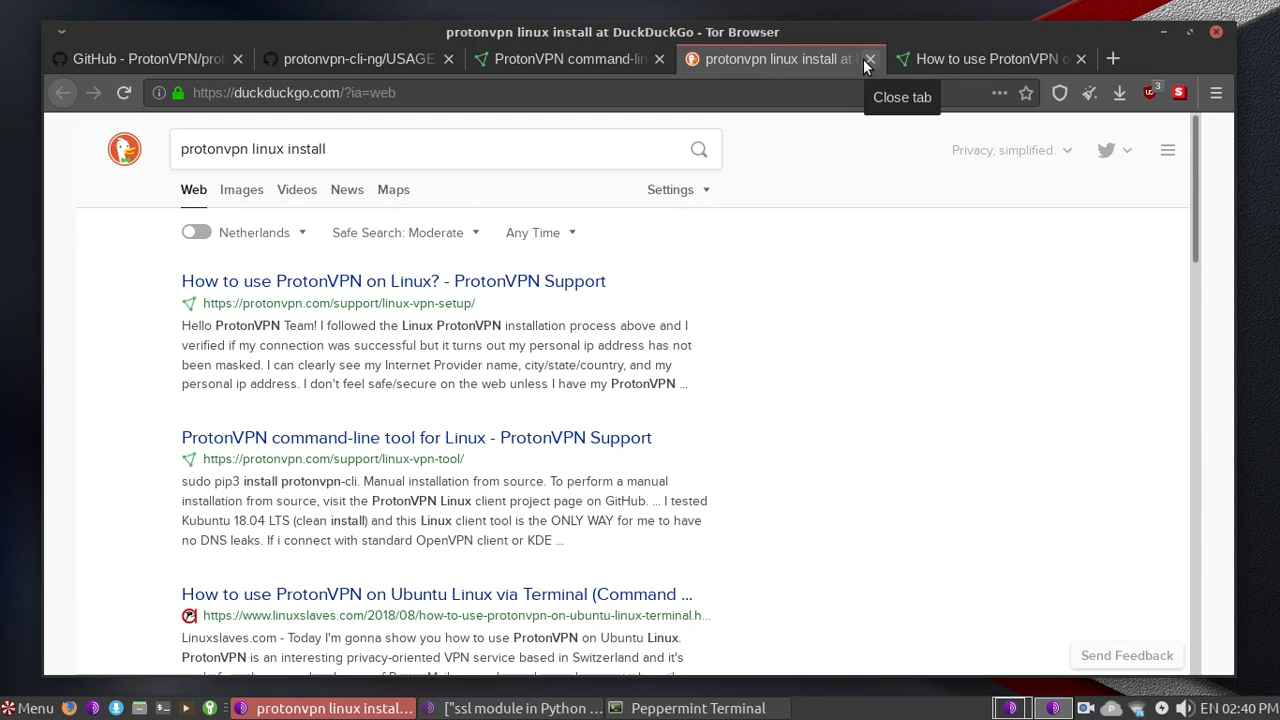 protonvpn linux install at DuckDuckGo - Tor Browser
GitHub - ProtonVPN/pro
protonvpn-cli-ng/USAGE
ProtonVPN command-lin
protonvpn linux install at
How to use ProtonVPN o
https://duckduckgo.com/?ia=web
3
S
Close tab
protonvpn linux install
Privacy, simplified.
Web
Images
Videos
News
Maps
Settings
Netherlands
Safe Search: Moderate
Any Time
How to use ProtonVPN on Linux? - ProtonVPN Support
https://protonvpn.com/support/linux-vpn-setup/
Hello ProtonVPN Team! I followed the Linux ProtonVPN installation process above and I
verified if my connection was successful but it turns out my personal ip address has not
been masked. I can clearly see my Internet Provider name, city/state/country, and my
personal ip address. I don't feel safe/secure on the web unless I have my ProtonVPN ...
ProtonVPN command-line tool for Linux - ProtonVPN Support
https://protonvpn.com/support/linux-vpn-tool/
sudo pip3 install protonvpn-cli. Manual installation from source. To perform a manual
installation from source, visit the ProtonVPN Linux client project page on GitHub. ... I tested
Kubuntu 18.04 LTS (clean install) and this Linux client tool is the ONLY WAY for me to have
no DNS leaks. If i connect with standard OpenVPN client or KDE ...
How to use ProtonVPN on Ubuntu Linux via Terminal (Command ...
https://www.linuxslaves.com/2018/08/how-to-use-protonvpn-on-ubuntu-linux-terminal.h...
Linuxslaves.com - Today I'm gonna show you how to use ProtonVPN on Ubuntu Linux.
ProtonVPN is an interesting privacy-oriented VPN service based in Switzerland and it's
Send Feedback
Menu
protonvpn linux instal...
["ssl module in Python ...
Peppermint Terminal
EN 02:40 PM